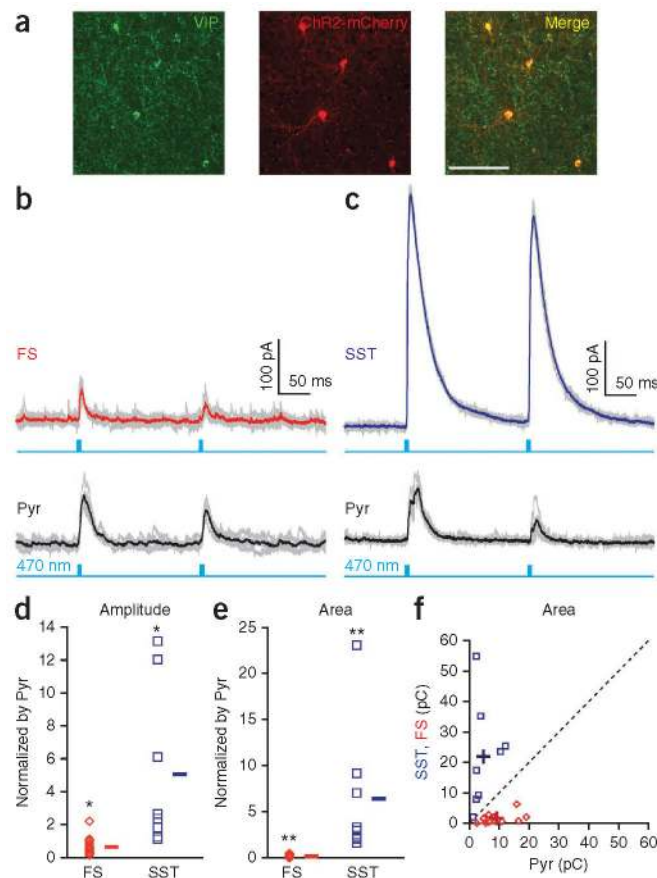 a
VIP
ChR2-mCherry
Merge
b
c
FS
100 pA
50 ms
SST
100 pA
50 ms
Pyr
470 nm
Pyr
470 nm
d
Amplitude
Normalized by Pyr
14
12
10
8
6
4
2
0
*
*
FS
SST
e
Area
Normalized by Pyr
25
20
15
10
5
0
**
**
FS
SST
f
Area
SST, FS (pC)
60
50
40
30
20
10
0
0 10 20 30 40 50 60
Pyr (pC)